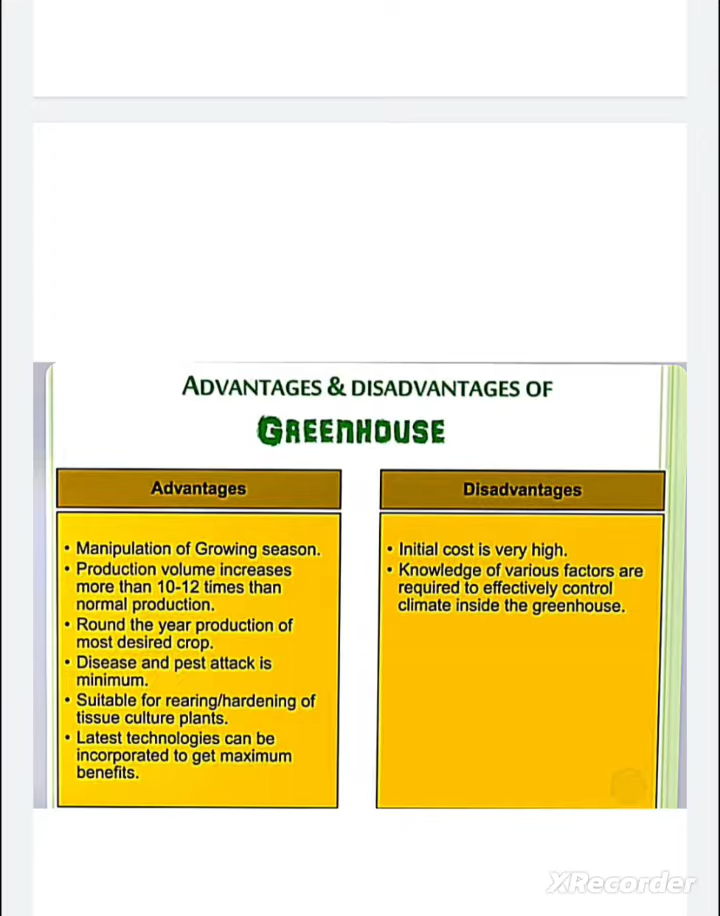 ADVANTAGES & DISADVANTAGES OF
GREENHOUSE
Advantages
• Manipulation of Growing season.
• Production volume increases
more than 10-12 times than
normal production.
• Round the year production of
most desired crop.
• Disease and pest attack is
minimum.
• Suitable for rearing/hardening of
tissue culture plants.
• Latest technologies can be
incorporated to get maximum
benefits.
Disadvantages
• Initial cost is very high.
• Knowledge of various factors are
required to effectively control
climate inside the greenhouse.
XRecorder